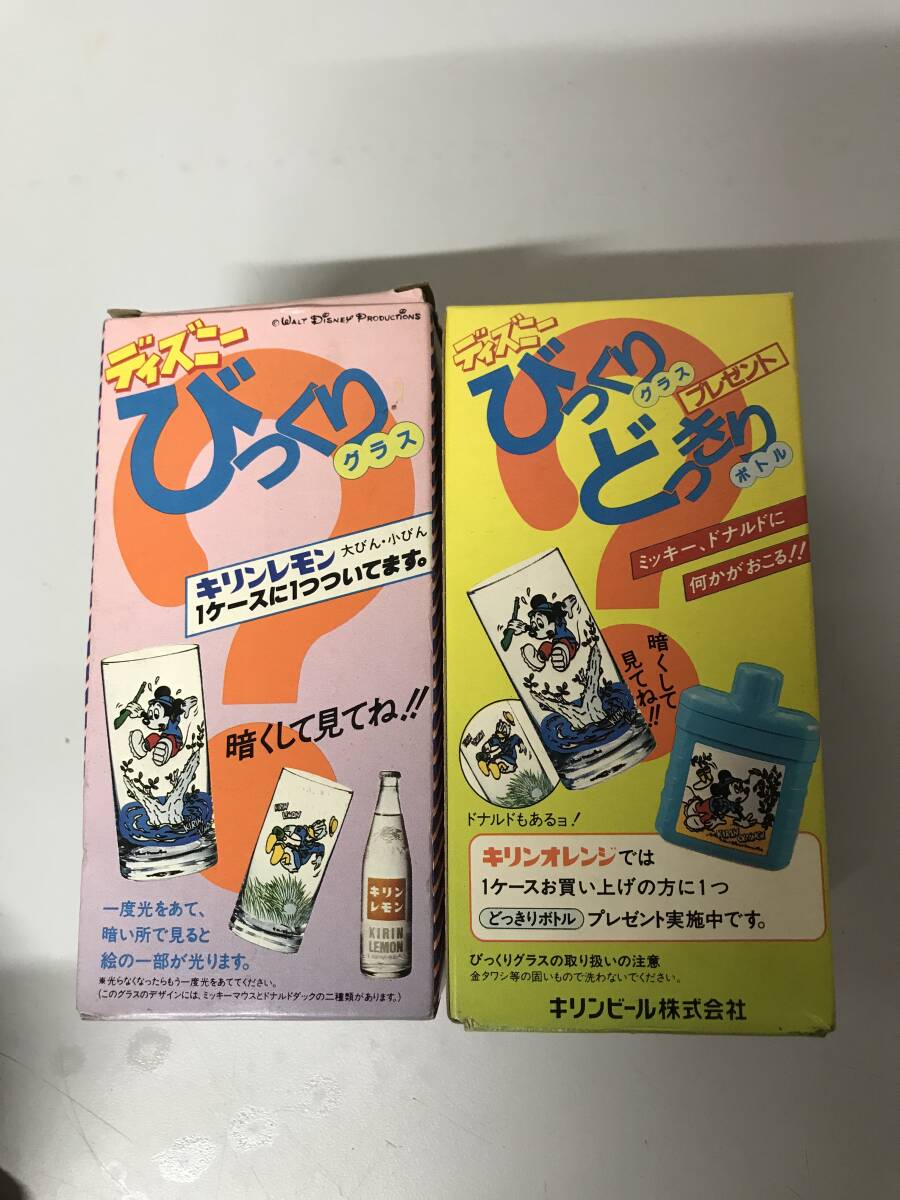 © WALT DISNEY PRODUCTIONS
ディズニー
びっくり
グラス
キリンレモン 大びん・小びん
1ケースに1つついてます。
暗くして見てね!!
KIRIN
LEMON
キリン
レモン
KIRIN
LEMON
一度光をあて、
暗い所で見ると
絵の一部が光ります。
※光らなくなったらもう一度光をあててください。
(このグラスのデザインには、ミッキーマウスとドナルドダックの二種類があります。)
ディズニー
びっくり
グラス
プレゼント
どっきり
ボトル
ミッキー、ドナルドに
何かがおこる!!
暗くして
見てね!!
ドナルドもあるョ!
キリンオレンジでは
1ケースお買い上げの方に1つ
どっきりボトル プレゼント実施中です。
びっくりグラスの取り扱いの注意
金タワシ等の固いもので洗わないでください。
キリンビール株式会社